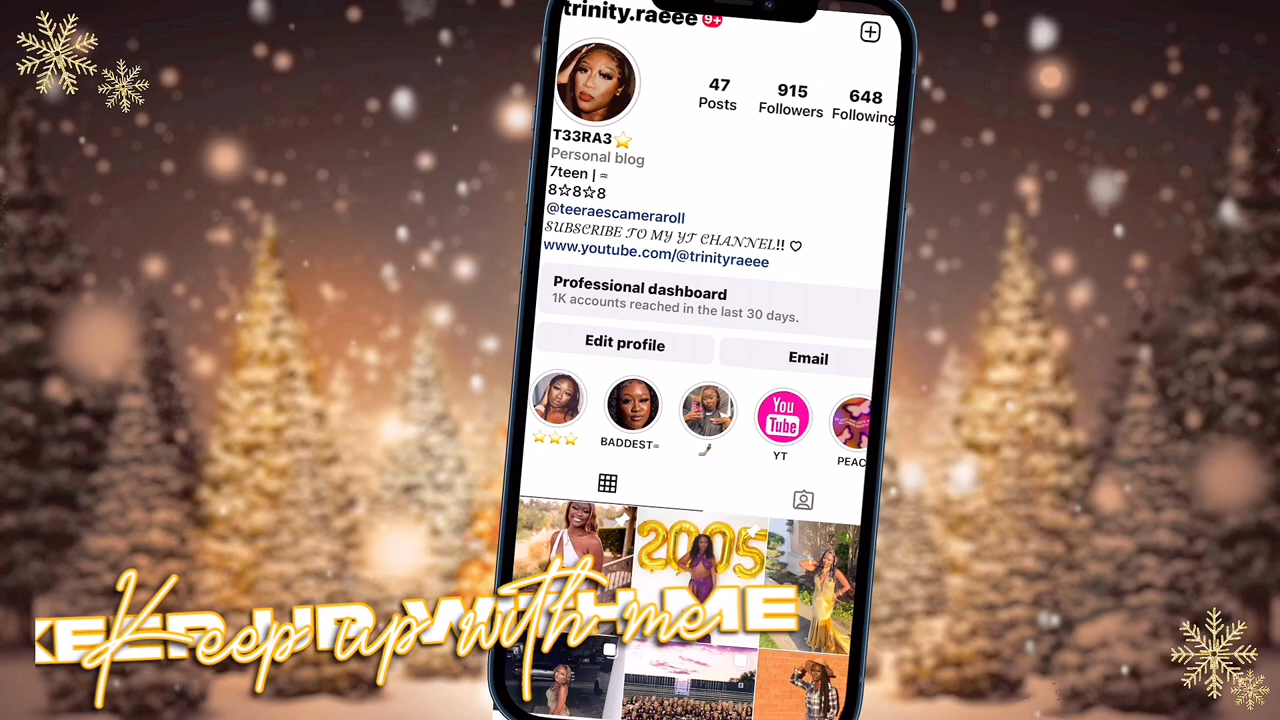 trinity.raeee 9+
47 Posts
915 Followers
648 Following
T33RA3⭐
Personal blog
7teen | ♒︎
8☆8☆8
@teeraescameraroll
𝓢𝓤𝓑𝓢𝓒𝓡𝓘𝓑𝓔 𝓣𝓞 𝓜𝓨 𝓨𝓣 𝓒𝓗𝓐𝓝𝓝𝓔𝓛!! ♡
www.youtube.com/@trinityraeee
Professional dashboard
1K accounts reached in the last 30 days.
Edit profile
Email
⭐⭐⭐
BADDEST
You Tube
YT
PEAC
2005
KEEP UP WITH ME
Keep up with me